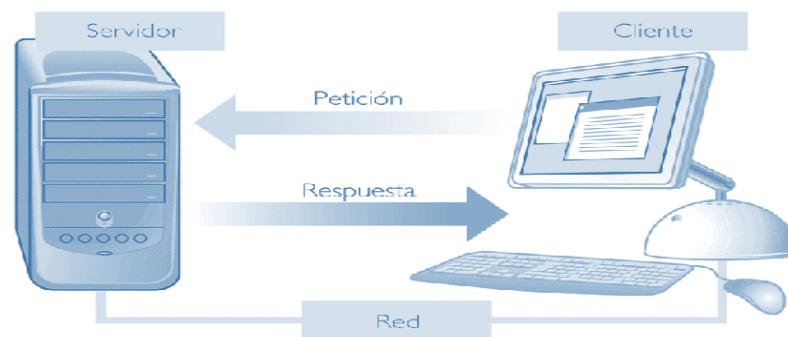 Servidor
Cliente
Petición
Respuesta
Red